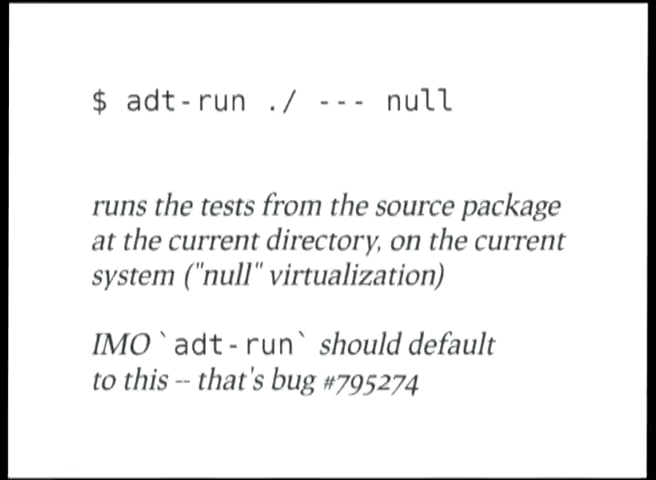 $ adt-run ./ --- null
runs the tests from the source package
at the current directory, on the current
system ("null" virtualization)
IMO `adt-run` should default
to this -- that's bug #795274